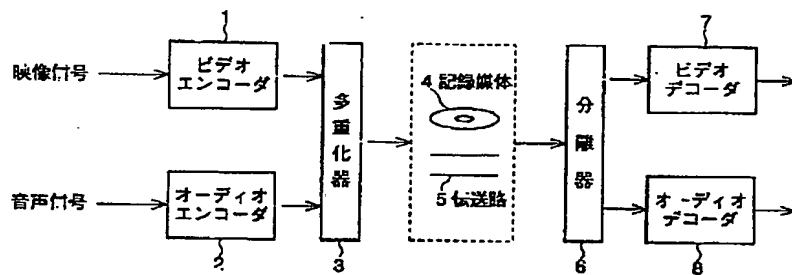 1
映像信号
ビデオ
エンコーダ
音声信号
オーディオ
エンコーダ
2
多重化器
3
4 記録媒体
5 伝送路
分離器
6
7
ビデオ
デコーダ
オーディオ
デコーダ
8